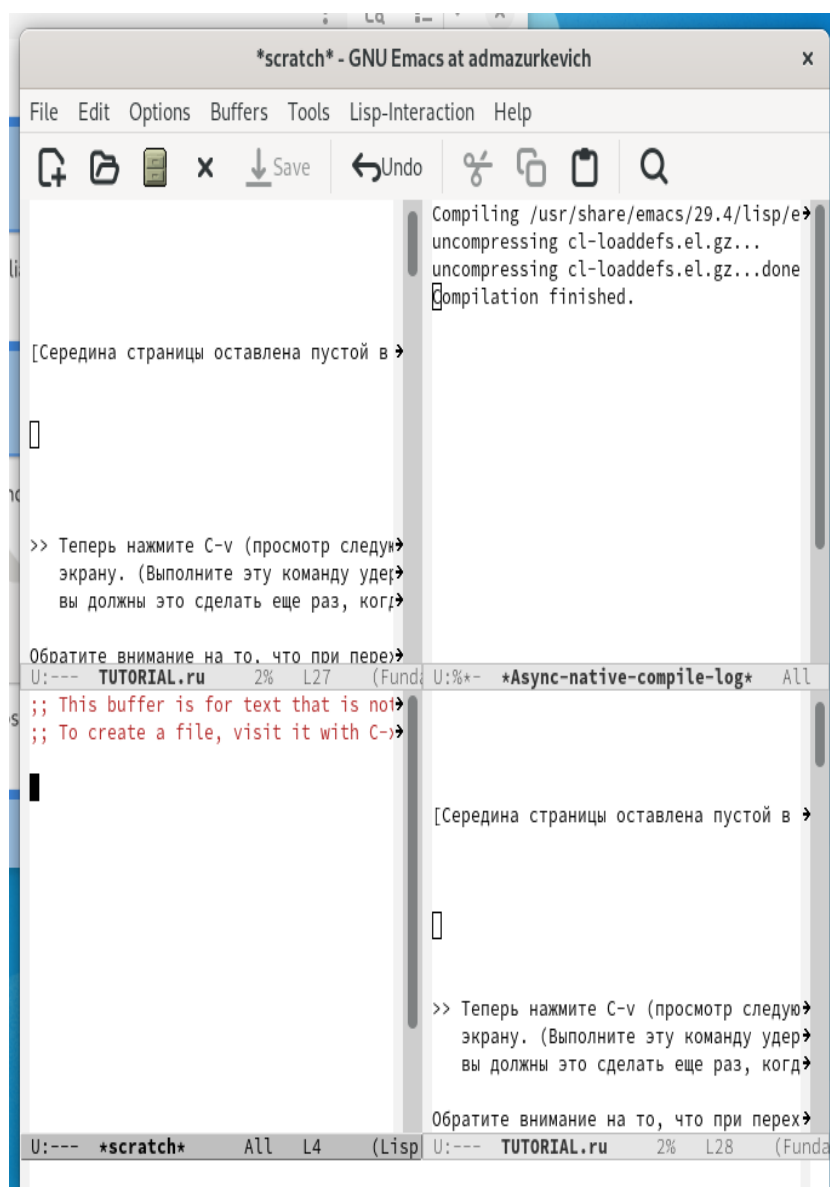 *scratch* - GNU Emacs at admazurkevich
File Edit Options Buffers Tools Lisp-Interaction Help
Save Undo
[Середина страницы оставлена пустой в
>> Теперь нажмите C-v (просмотр следую
экрану. (Выполните эту команду удер
вы должны это сделать еще раз, когд
Обратите внимание на то, что при перех
U:--- TUTORIAL.ru 2% L27 (Funda
Compiling /usr/share/emacs/29.4/lisp/e
uncompressing cl-loaddefs.el.gz...
uncompressing cl-loaddefs.el.gz...done
Compilation finished.
U:%*- *Async-native-compile-log* All
;; This buffer is for text that is not
;; To create a file, visit it with C-x
U:--- *scratch* All L4 (Lisp
[Середина страницы оставлена пустой в
>> Теперь нажмите C-v (просмотр следую
экрану. (Выполните эту команду удер
вы должны это сделать еще раз, когд
Обратите внимание на то, что при перех
U:--- TUTORIAL.ru 2% L28 (Funda